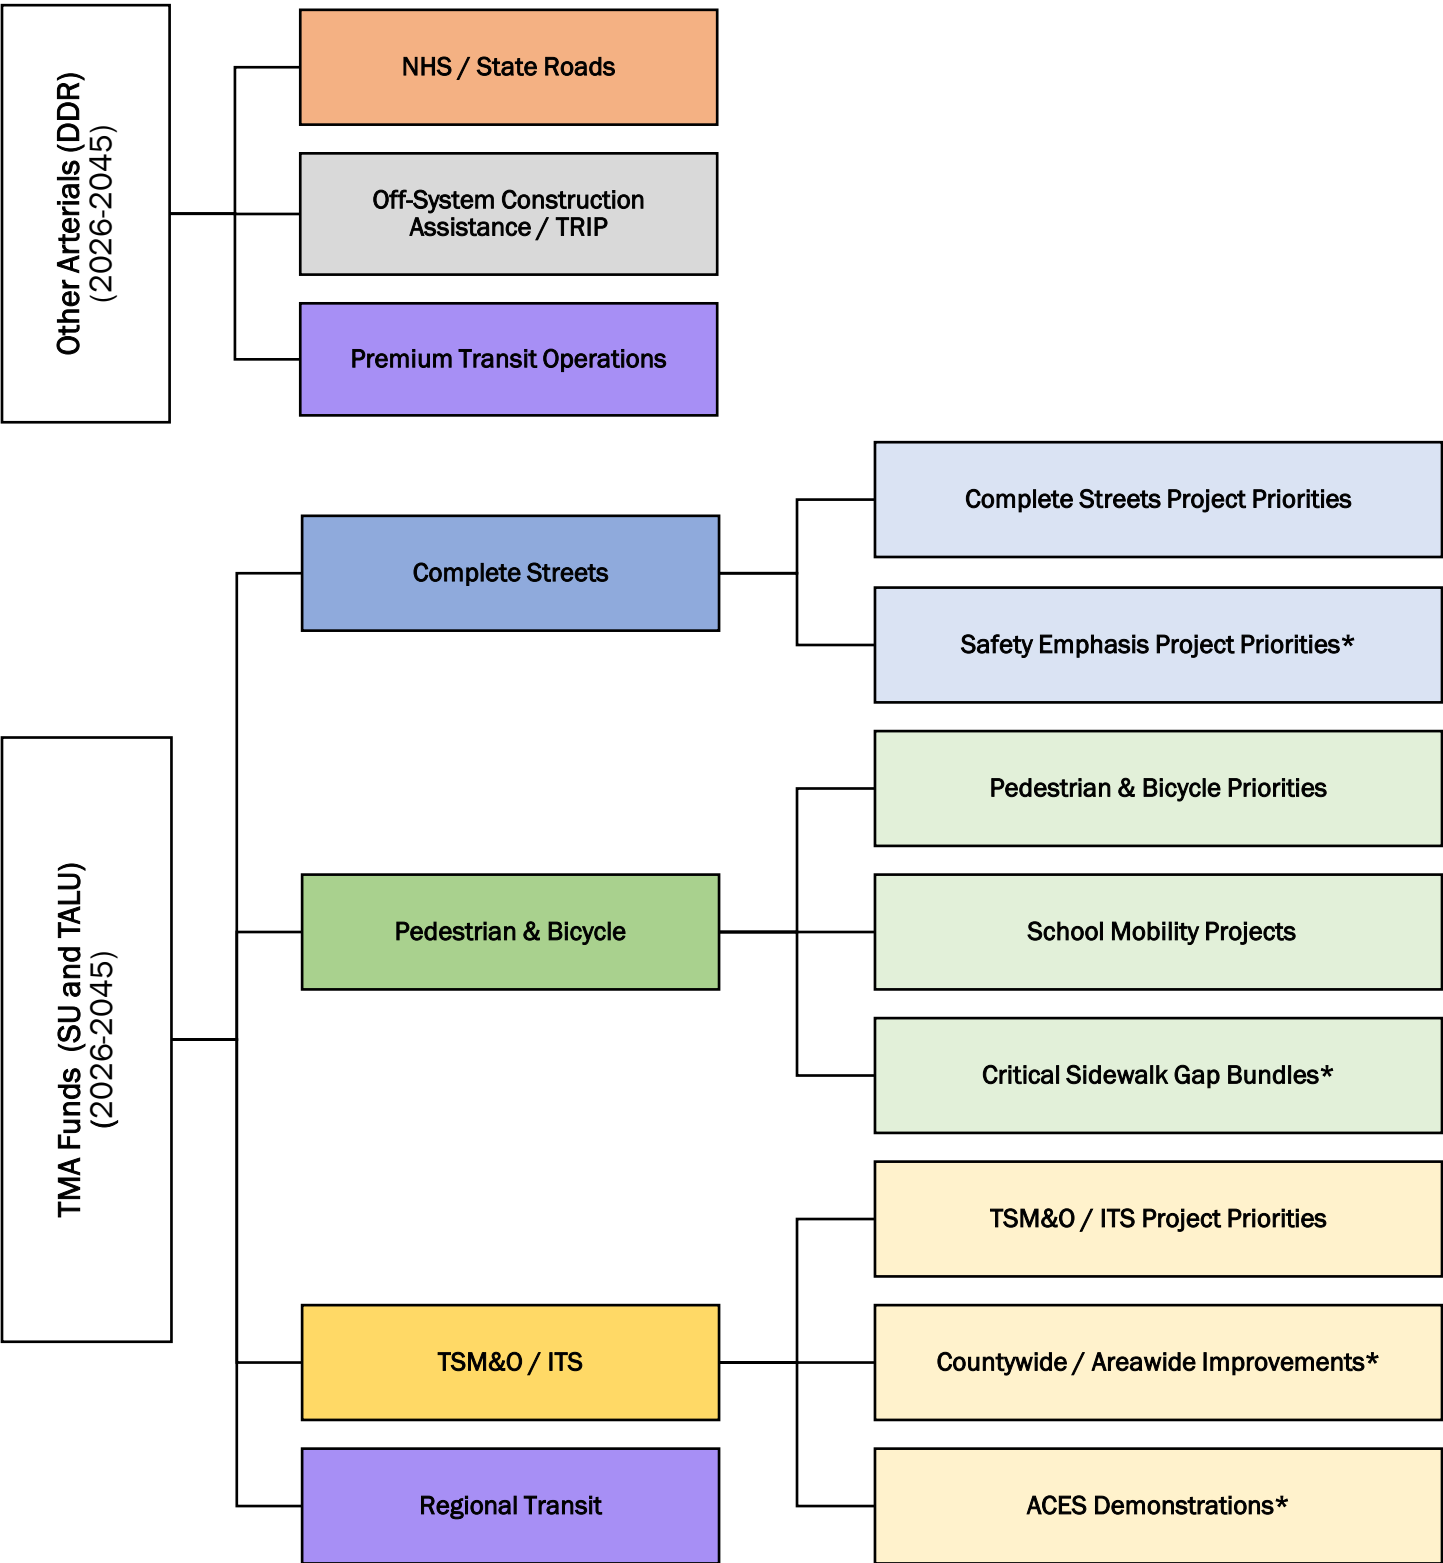 Other Arterials (DDR)
(2026-2045)
NHS / State Roads
Off-System Construction
Assistance / TRIP
Premium Transit Operations
TMA Funds  (SU and TALU)
(2026-2045)
Complete Streets
Complete Streets Project Priorities
Safety Emphasis Project Priorities*
Pedestrian & Bicycle
Pedestrian & Bicycle Priorities
School Mobility Projects
Critical Sidewalk Gap Bundles*
TSM&O / ITS
TSM&O / ITS Project Priorities
Countywide / Areawide Improvements*
ACES Demonstrations*
Regional Transit